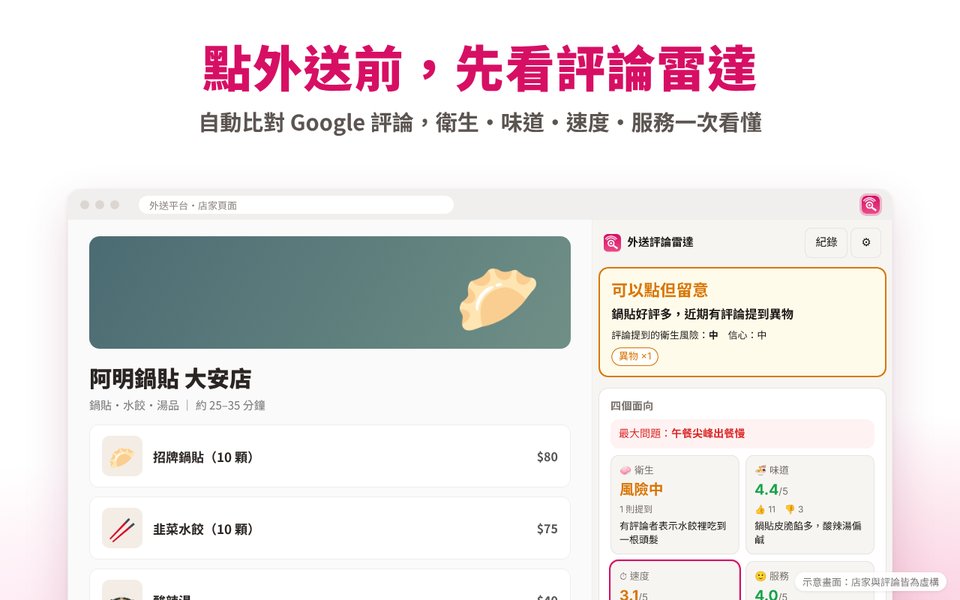 點外送前，先看評論雷達
自動比對 Google 評論，衛生・味道・速度・服務一次看懂
外送平台・店家頁面
阿明鍋貼 大安店
鍋貼・水餃・湯品｜約 25–35 分鐘
招牌鍋貼（10 顆）
$80
韭菜水餃（10 顆）
$75
酸辣湯
$40
外送評論雷達
紀錄
可以點但留意
鍋貼好評多，近期有評論提到異物
評論提到的衛生風險：中 信心：中
異物 ×1
四個面向
最大問題：午餐尖峰出餐慢
衛生
風險中
1 則提到
有評論者表示水餃裡吃到
一根頭髮
味道
4.4/5
11 3
鍋貼皮脆餡多，酸辣湯偏
鹹
速度
3.1/5
服務
4.0/5
示意畫面：店家與評論皆為虛構